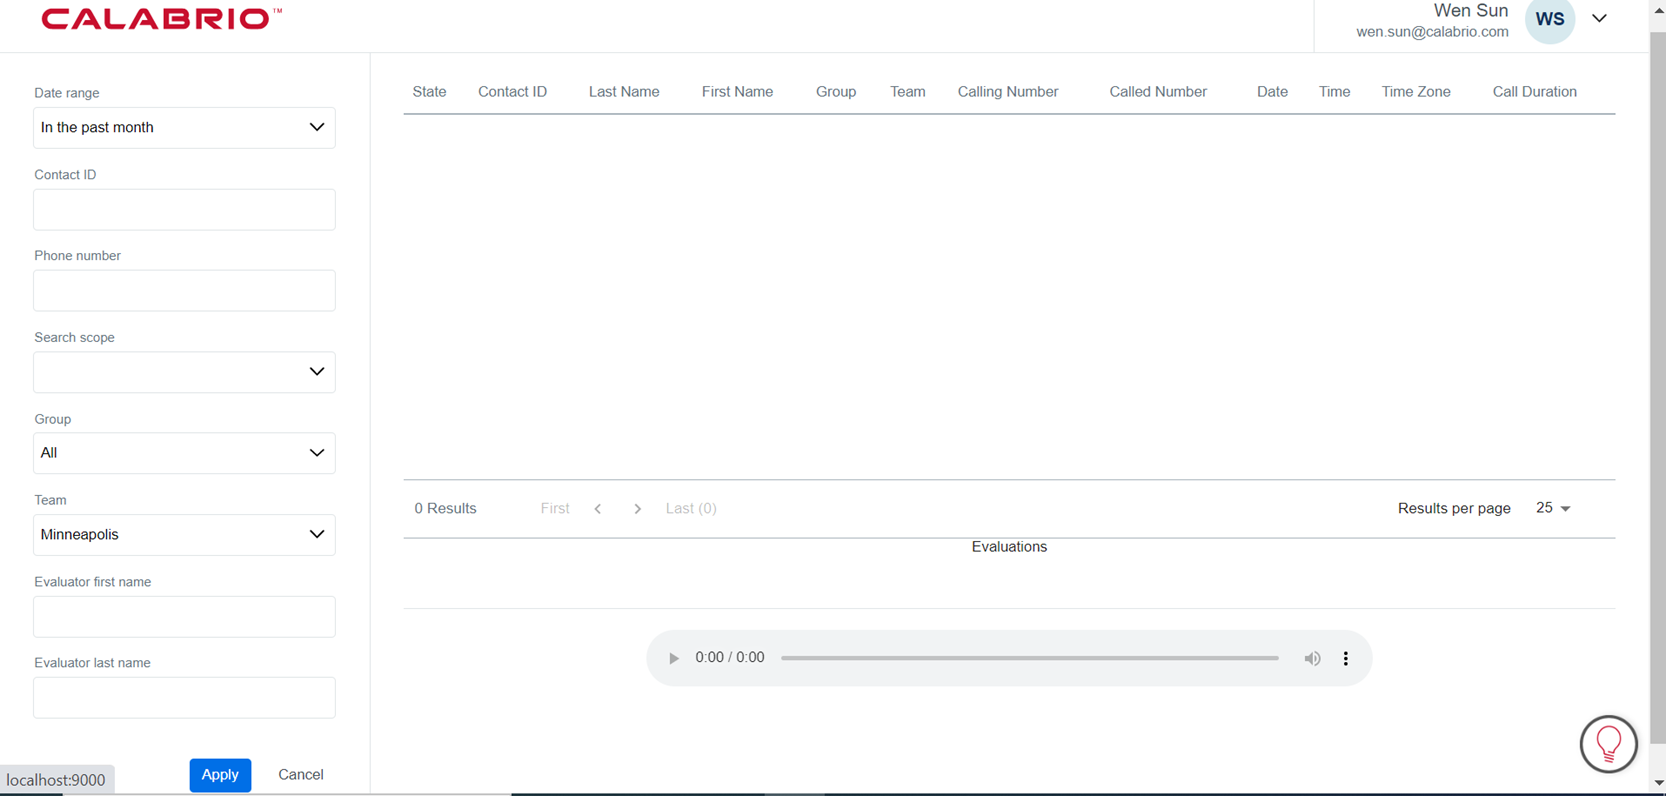 CALABRIO™
Wen Sun
wen.sun@calabrio.com
WS
Date range
In the past month
Contact ID
Phone number
Search scope
Group
All
Team
Minneapolis
Evaluator first name
Evaluator last name
Apply Cancel
localhost:9000
State Contact ID Last Name First Name Group Team Calling Number Called Number Date Time Time Zone Call Duration
0 Results First < > Last (0) Results per page 25
Evaluations
0:00 / 0:00